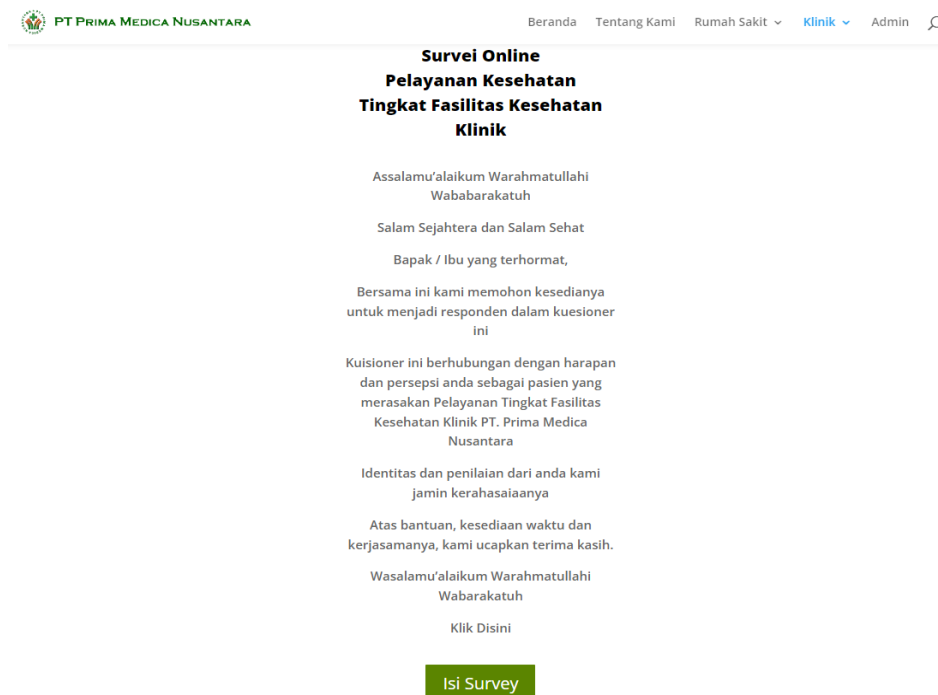 PT PRIMA MEDICA NUSANTARA
Beranda Tentang Kami Rumah Sakit Klinik Admin
Survei Online
Pelayanan Kesehatan
Tingkat Fasilitas Kesehatan
Klinik
Assalamu’alaikum Warahmatullahi
Wababarakatuh
Salam Sejahtera dan Salam Sehat
Bapak / Ibu yang terhormat,
Bersama ini kami memohon kesedianya
untuk menjadi responden dalam kuesioner
ini
Kuisioner ini berhubungan dengan harapan
dan persepsi anda sebagai pasien yang
merasakan Pelayanan Tingkat Fasilitas
Kesehatan Klinik PT. Prima Medica
Nusantara
Identitas dan penilaian dari anda kami
jamin kerahasaiaanya
Atas bantuan, kesediaan waktu dan
kerjasamanya, kami ucapkan terima kasih.
Wasalamu’alaikum Warahmatullahi
Wabarakatuh
Klik Disini
Isi Survey